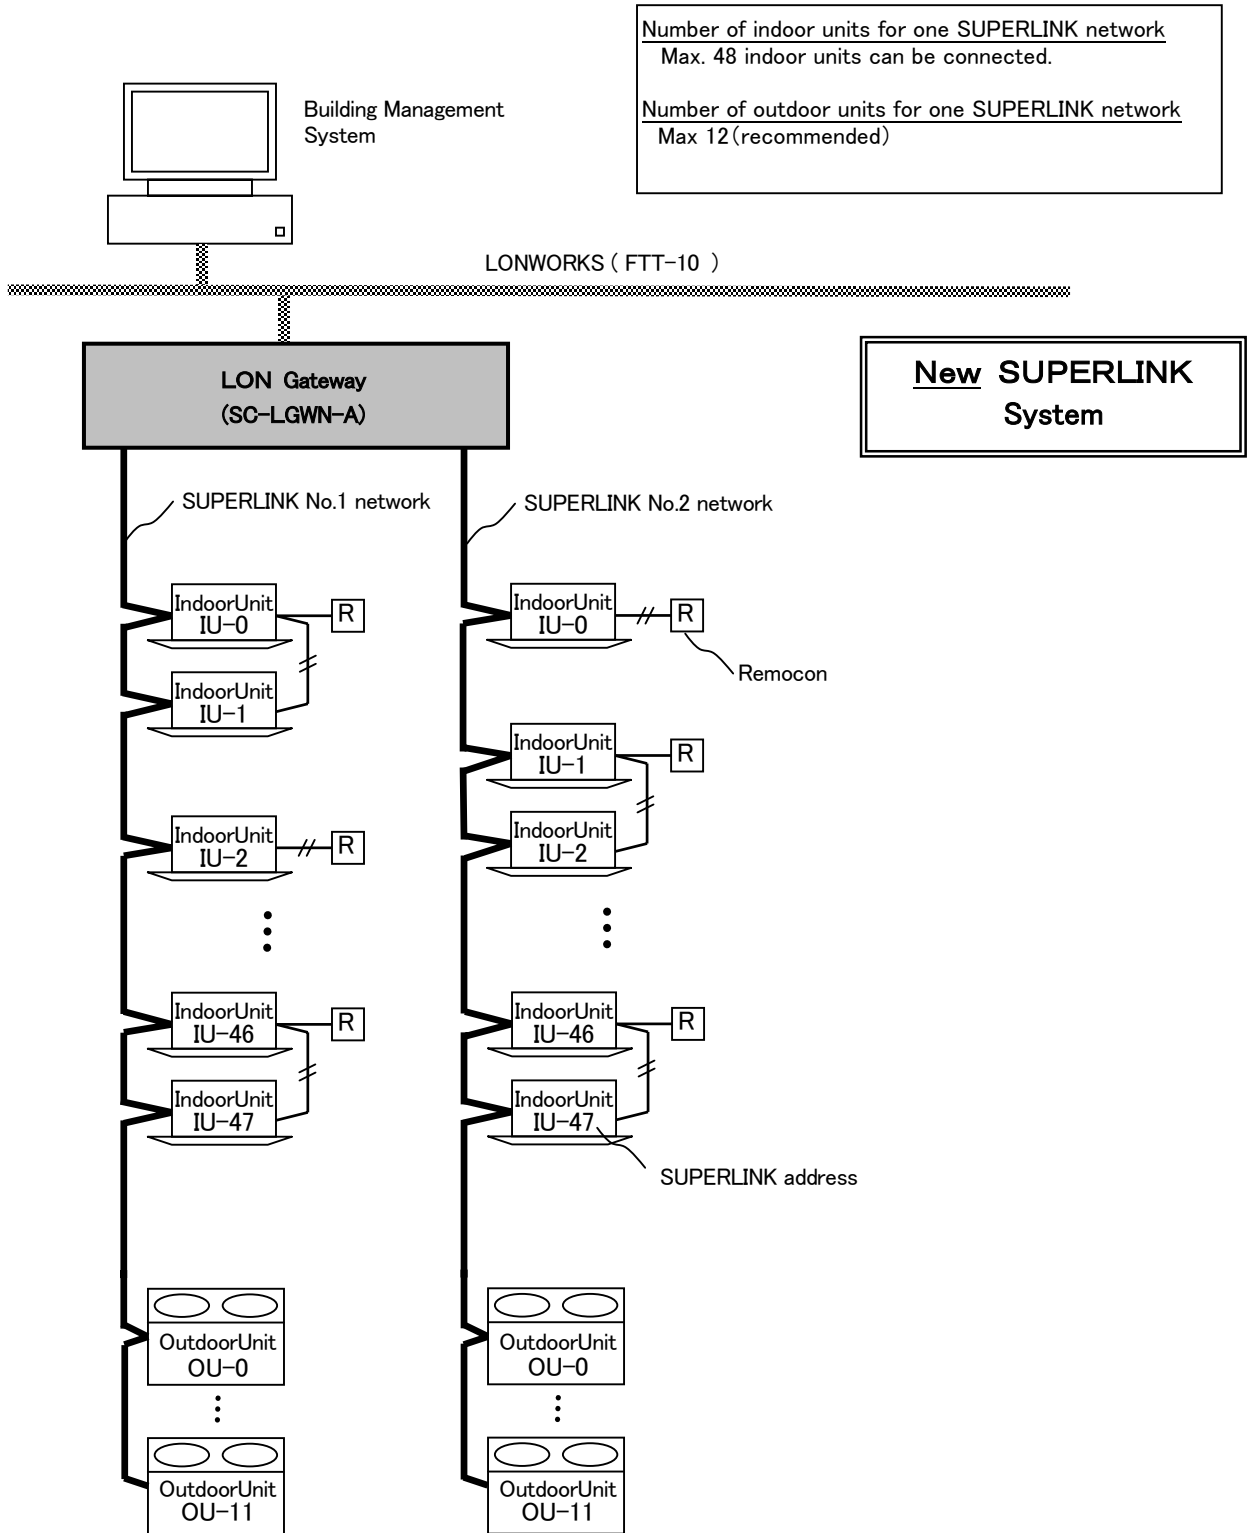 Number of indoor units for one SUPERLINK network
Max. 48 indoor units can be connected.
Number of outdoor units for one SUPERLINK network
Max 12(recommended)
Building Management
System
LONWORKS ( FTT-10 )
LON Gateway
(SC-LGWN-A)
New SUPERLINK
System
SUPERLINK No.1 network
SUPERLINK No.2 network
IndoorUnit
IU-0
R
IndoorUnit
IU-1
IndoorUnit
IU-2
R
IndoorUnit
IU-46
R
IndoorUnit
IU-47
OutdoorUnit
OU-0
OutdoorUnit
OU-11
IndoorUnit
IU-0
R
Remocon
IndoorUnit
IU-1
R
IndoorUnit
IU-2
IndoorUnit
IU-46
R
IndoorUnit
IU-47
SUPERLINK address
OutdoorUnit
OU-0
OutdoorUnit
OU-11